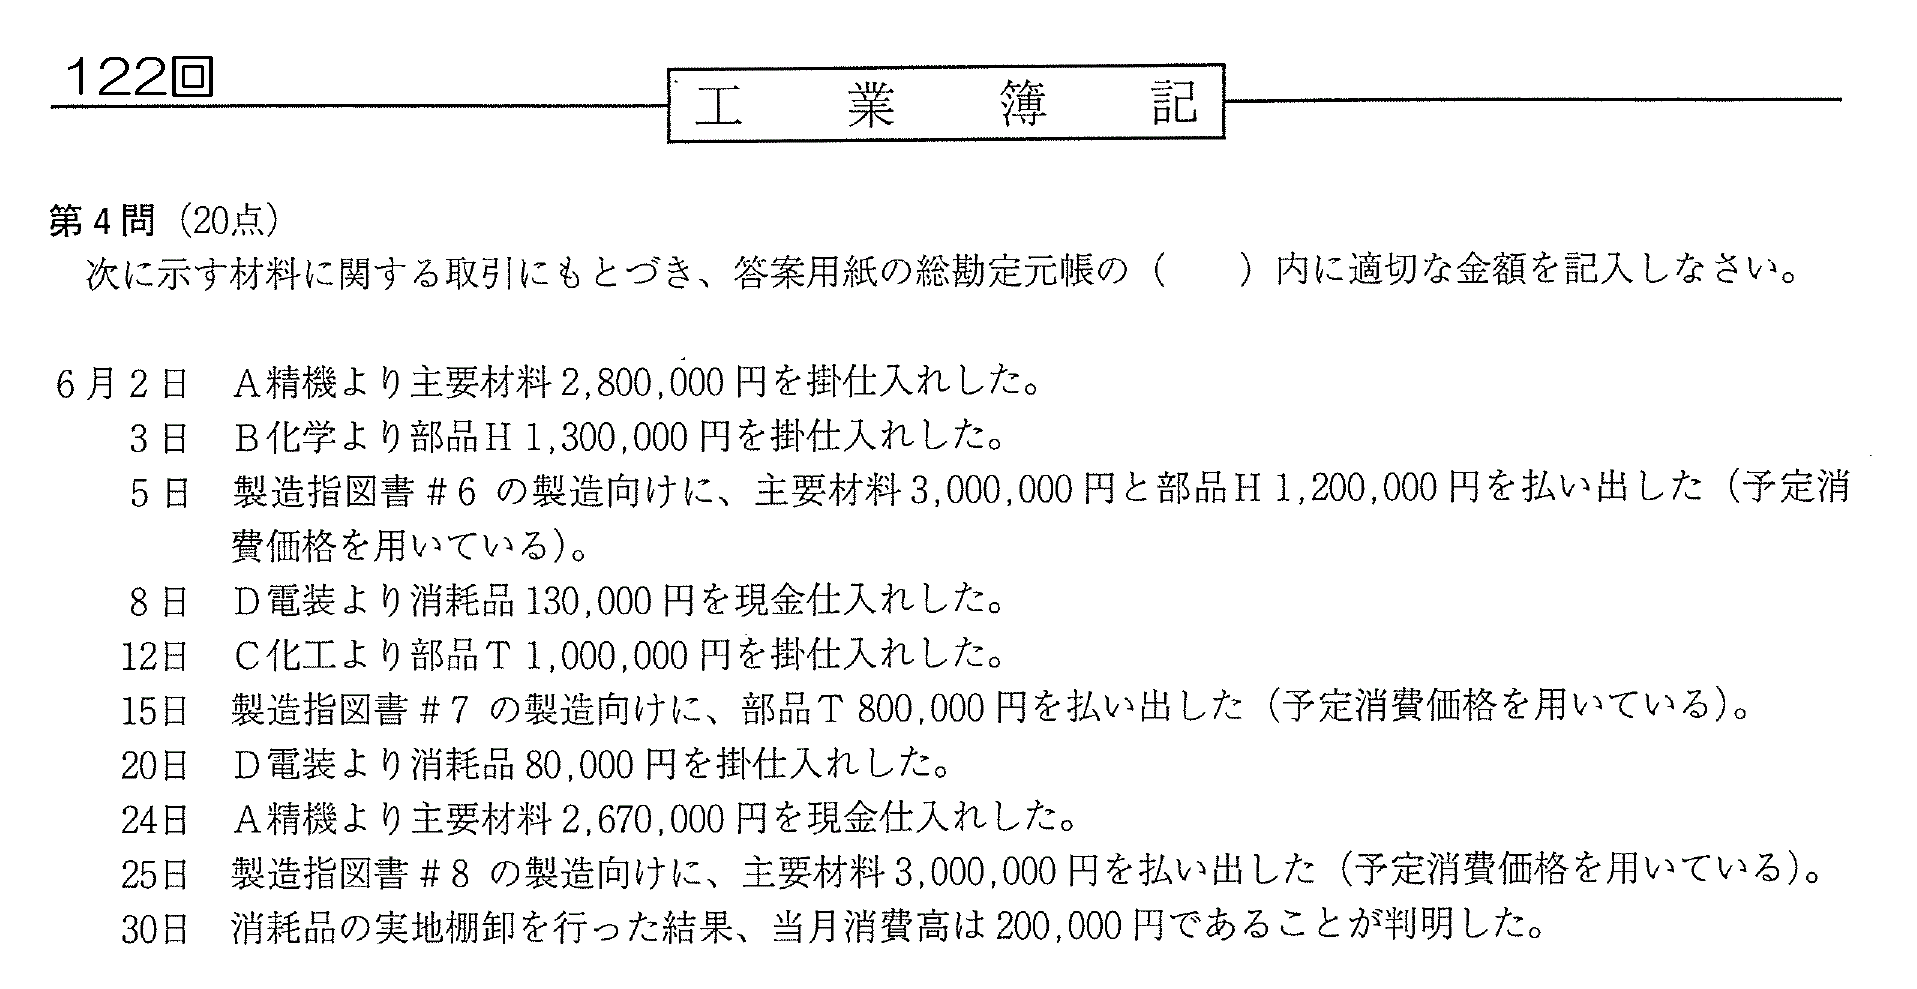 122回
工業簿記
第4問（20点）
次に示す材料に関する取引にもとづき、答案用紙の総勘定元帳の（　　）内に適切な金額を記入しなさい。
6月2日　A精機より主要材料2,800,000円を掛仕入れした。
3日　B化学より部品H 1,300,000円を掛仕入れした。
5日　製造指図書#6 の製造向けに、主要材料3,000,000円と部品H 1,200,000円を払い出した（予定消
費価格を用いている）。
8日　D電装より消耗品130,000円を現金仕入れした。
12日　C化工より部品T 1,000,000円を掛仕入れした。
15日　製造指図書#7 の製造向けに、部品T 800,000円を払い出した（予定消費価格を用いている）。
20日　D電装より消耗品80,000円を掛仕入れした。
24日　A精機より主要材料2,670,000円を現金仕入れした。
25日　製造指図書#8 の製造向けに、主要材料3,000,000円を払い出した（予定消費価格を用いている）。
30日　消耗品の実地棚卸を行った結果、当月消費高は200,000円であることが判明した。